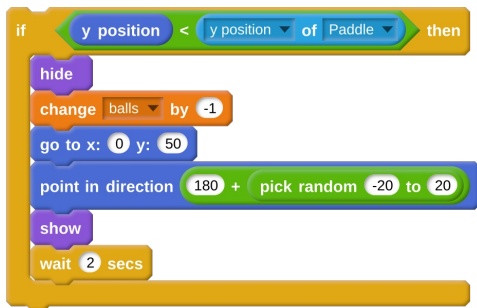 if y position < y position of Paddle then
hide
change balls by -1
go to x: 0 y: 50
point in direction 180 + pick random -20 to 20
show
wait 2 secs